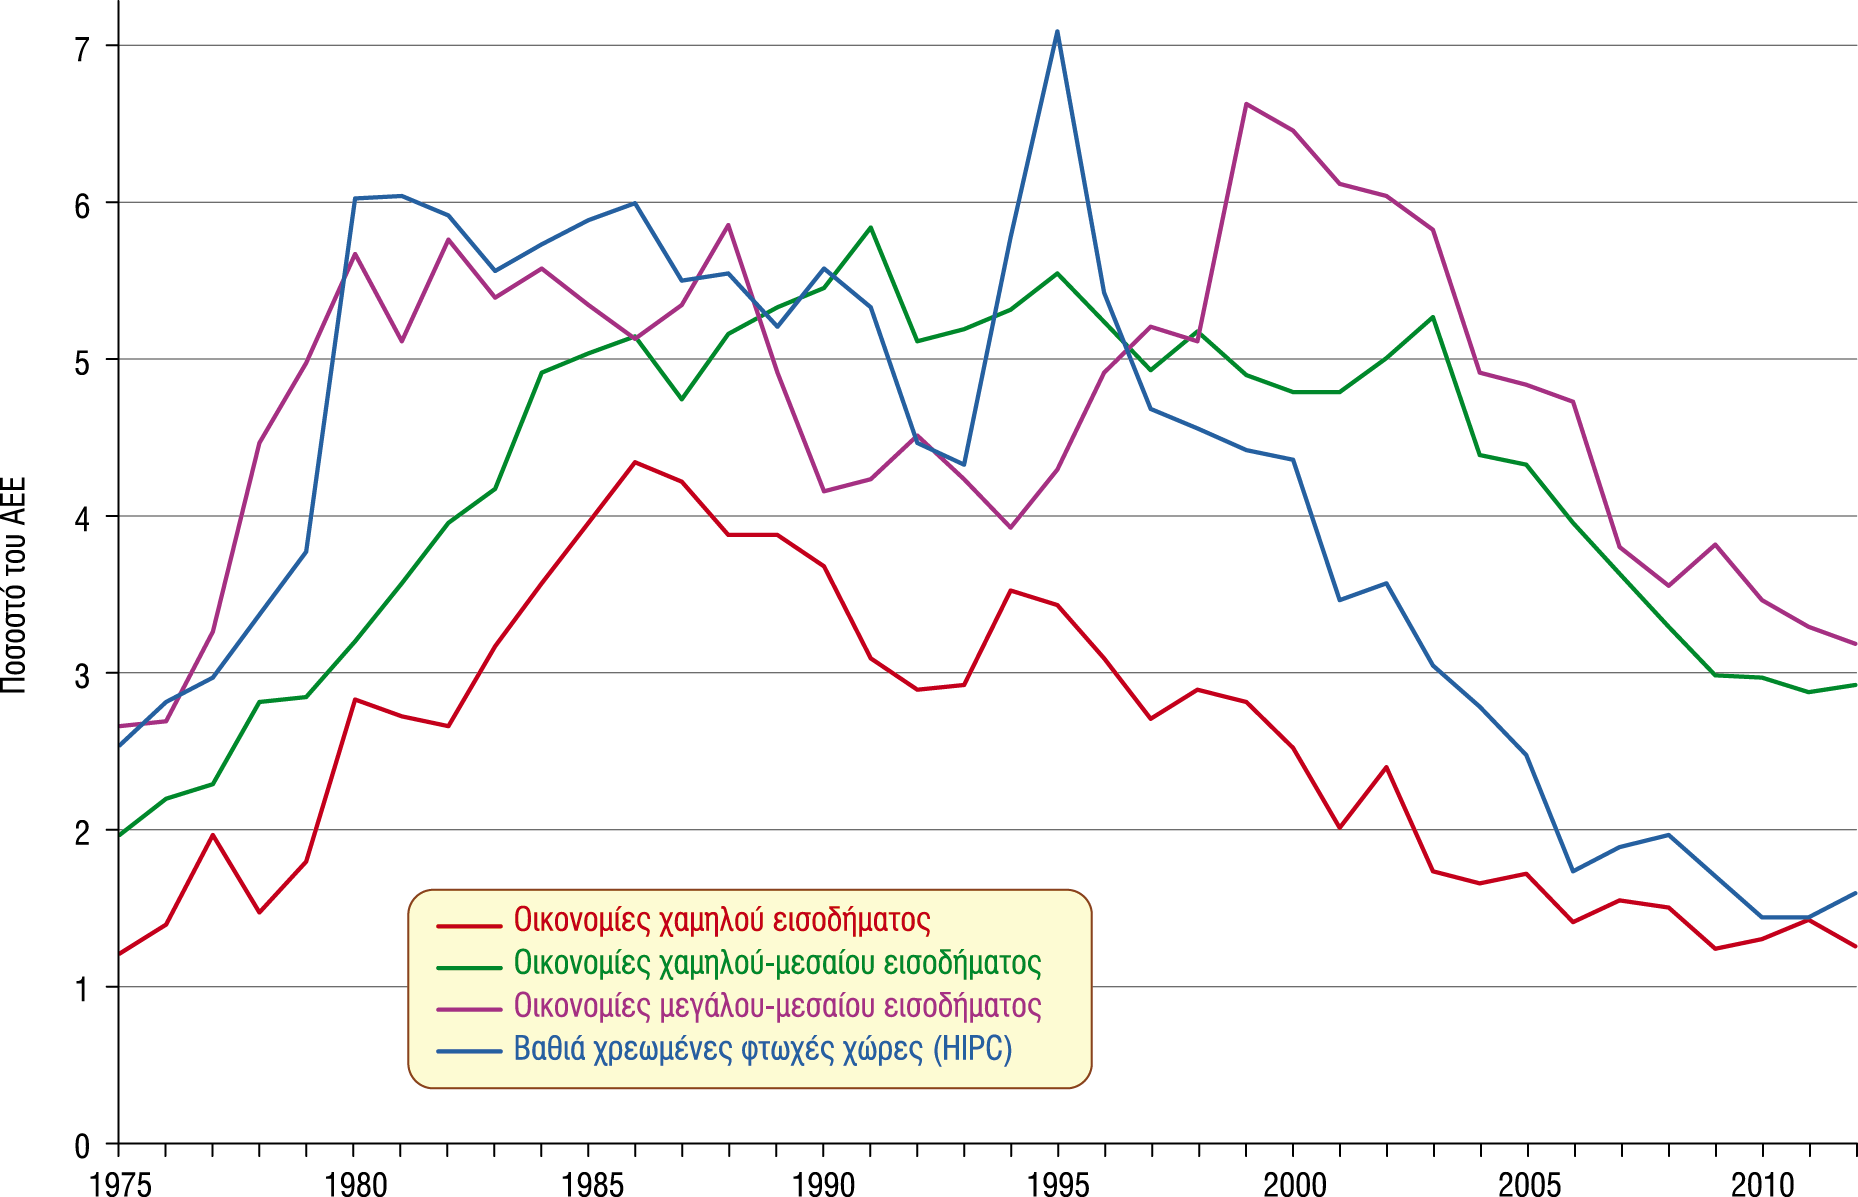 Ποσοστό του ΑΕΕ
7
6
5
4
3
2
1
0
Οικονομίες χαμηλού εισοδήματος
Οικονομίες χαμηλού-μεσαίου εισοδήματος
Οικονομίες μεγάλου-μεσαίου εισοδήματος
Βαθιά χρεωμένες φτωχές χώρες (HIPC)
1975 1980 1985 1990 1995 2000 2005 2010